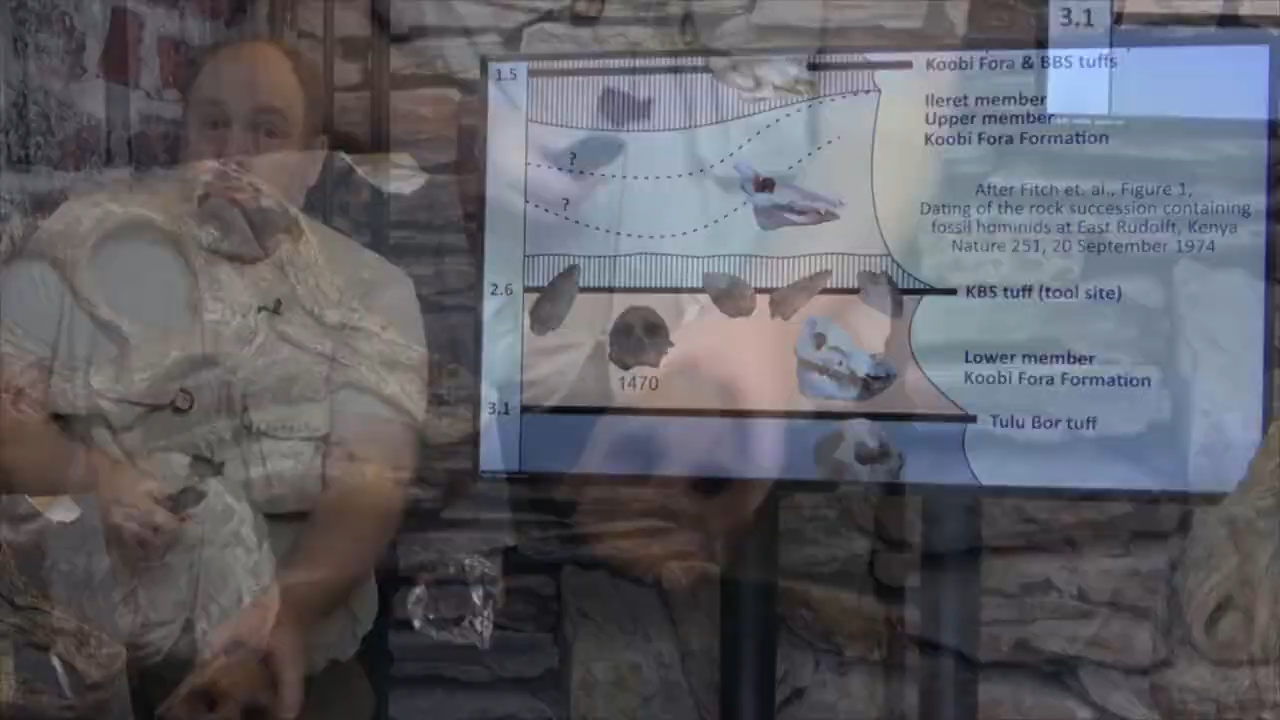 3.1
1.5
Koobi Fora & BBS tuffs
Ileret member
Upper member
Koobi Fora Formation
?
?
After Fitch et. al., Figure 1,
Dating of the rock succession containing
fossil hominids at East Rudolft, Kenya
Nature 251, 20 September 1974
2.6
KBS tuff (tool site)
1470
Lower member
Koobi Fora Formation
3.1
Tulu Bor tuff